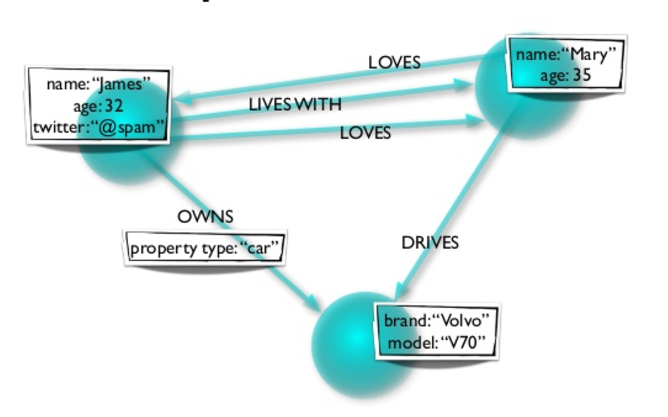 LOVES
name:"Mary"
age: 35
name:"James"
age: 32
twitter:"@spam"
LIVES WITH
LOVES
OWNS
property type:"car"
DRIVES
brand:"Volvo"
model:"V70"